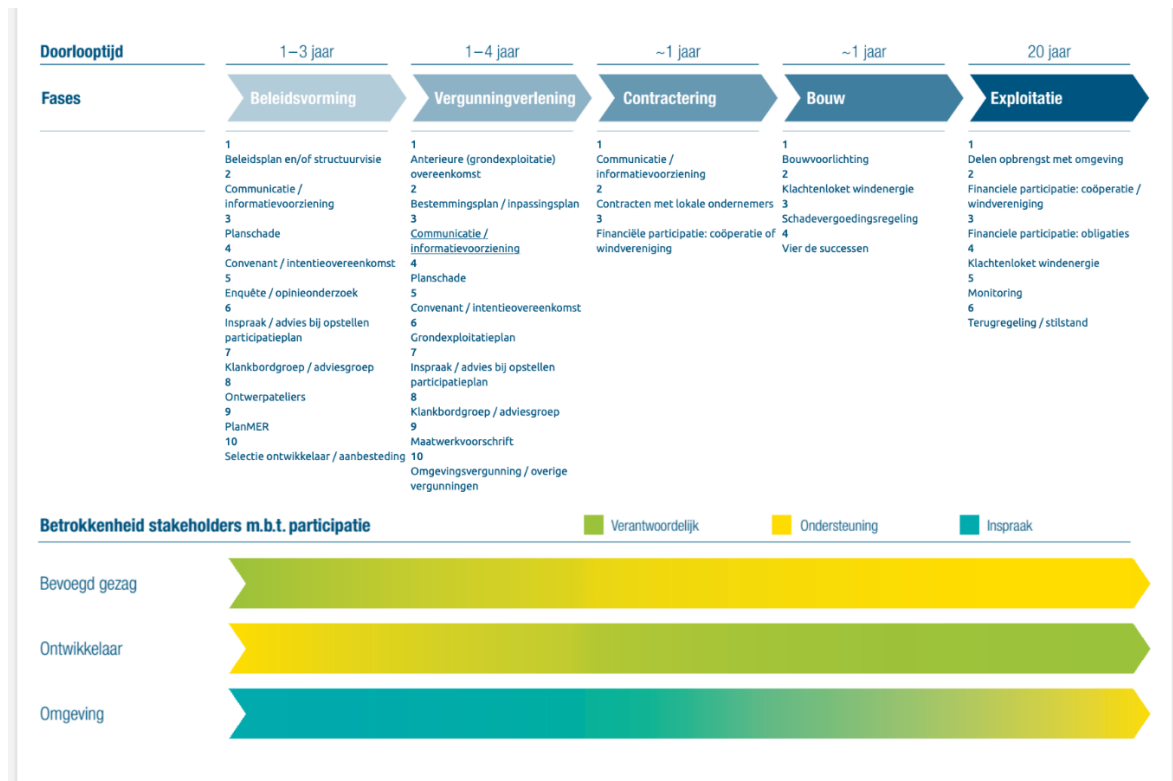 Doorlooptijd
1–3 jaar
1–4 jaar
~1 jaar
~1 jaar
20 jaar
Fases
Beleidsvorming
Vergunningverlening
Contractering
Bouw
Exploitatie
1
Beleidsplan en/of structuurvisie
2
Communicatie /
informatievoorziening
3
Planschade
4
Convenant / intentieovereenkomst
5
Enquête / opinieonderzoek
6
Inspraak / advies bij opstellen
participatieplan
7
Klankbordgroep / adviesgroep
8
Ontwerpateliers
9
PlanMER
10
Selectie ontwikkelaar / aanbesteding
1
Anterieure (grondexploitatie)
overeenkomst
2
Bestemmingsplan / inpassingsplan
3
Communicatie /
informatievoorziening
4
Planschade
5
Convenant / intentieovereenkomst
6
Grondexploitatieplan
7
Inspraak / advies bij opstellen
participatieplan
8
Klankbordgroep / adviesgroep
9
Maatwerkvoorschrift
10
Omgevingsvergunning / overige
vergunningen
1
Communicatie /
informatievoorziening
2
Contracten met lokale ondernemers
3
Financiële participatie: coöperatie of
windvereniging
1
Bouwvoorlichting
2
Klachtenloket windenergie
3
Schadevergoedingsregeling
4
Vier de successen
1
Delen opbrengst met omgeving
2
Financiele participatie: coöperatie /
windvereniging
3
Financiele participatie: obligaties
4
Klachtenloket windenergie
5
Monitoring
6
Terugregeling / stilstand
Betrokkenheid stakeholders m.b.t. participatie
Verantwoordelijk
Ondersteuning
Inspraak
Bevoegd gezag
Ontwikkelaar
Omgeving